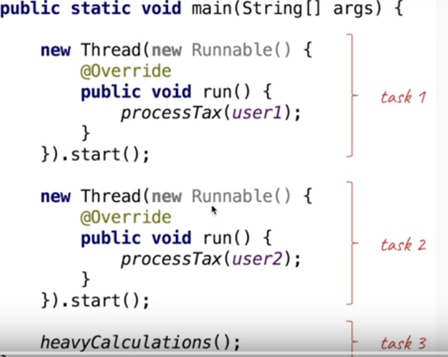 public static void main(String[] args) {
new Thread(new Runnable() {
@Override
public void run() {
processTax(user1);
}
}).start();
task 1
new Thread(new Runnable() {
@Override
public void run() {
processTax(user2);
}
}).start();
task 2
heavyCalculations();
task 3